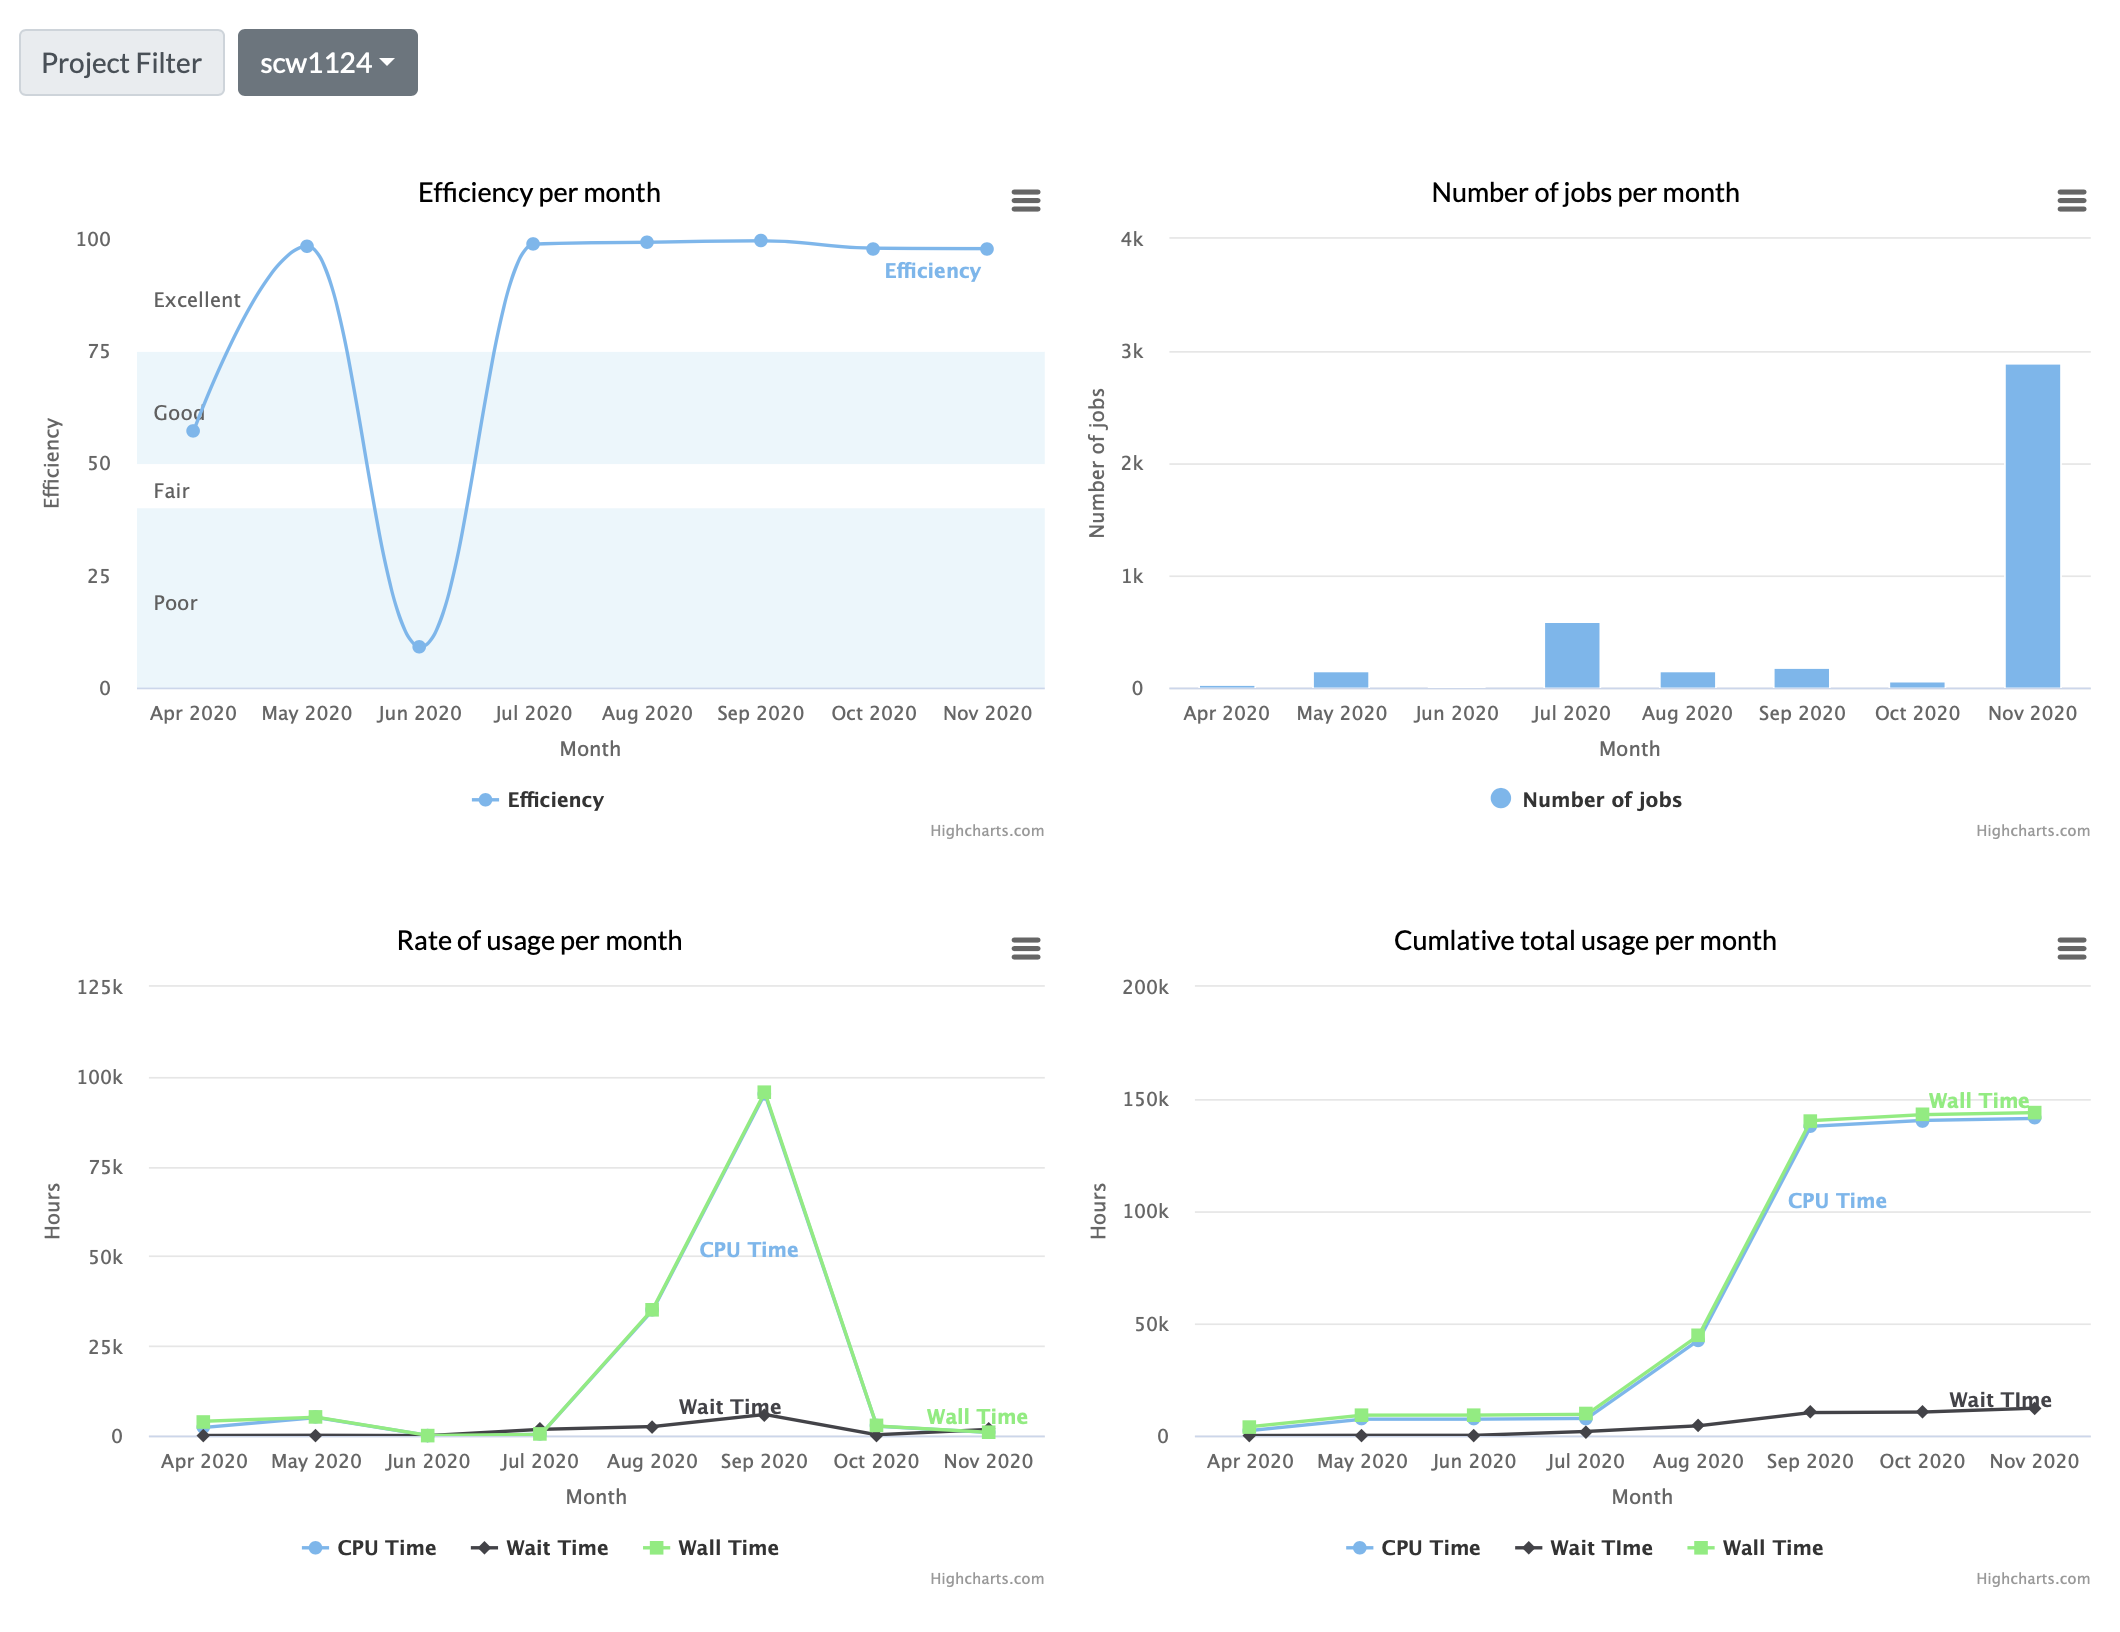 Project Filter scw1124
Efficiency per month
100
75
50
25
0
Efficiency
Excellent
Good
Fair
Poor
Efficiency
Apr 2020 May 2020 Jun 2020 Jul 2020 Aug 2020 Sep 2020 Oct 2020 Nov 2020
Month
Efficiency
Highcharts.com
Number of jobs per month
4k
3k
2k
1k
0
Number of jobs
Apr 2020 May 2020 Jun 2020 Jul 2020 Aug 2020 Sep 2020 Oct 2020 Nov 2020
Month
Number of jobs
Highcharts.com
Rate of usage per month
125k
100k
75k
50k
25k
0
Hours
CPU Time
Wait Time
Wall Time
Apr 2020 May 2020 Jun 2020 Jul 2020 Aug 2020 Sep 2020 Oct 2020 Nov 2020
Month
CPU Time Wait Time Wall Time
Highcharts.com
Cumlative total usage per month
200k
150k
100k
50k
0
Hours
Wall Time
CPU Time
Wait TIme
Apr 2020 May 2020 Jun 2020 Jul 2020 Aug 2020 Sep 2020 Oct 2020 Nov 2020
Month
CPU Time Wait TIme Wall Time
Highcharts.com